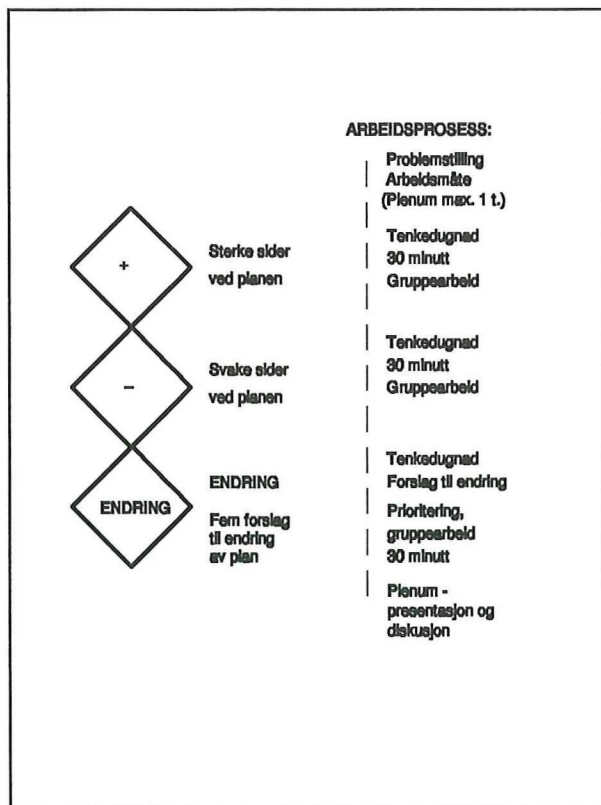 ARBEIDSPROSESS:
Problemstilling
Arbeidsmåte
(Plenum max. 1 t.)
+
Sterke sider
ved planen
Tenkedugnad
30 minutt
Gruppearbeid
-
Svake sider
ved planen
Tenkedugnad
30 minutt
Gruppearbeid
ENDRING
ENDRING
Fem forslag
til endring
av plan
Tenkedugnad
Forslag til endring
Prioritering,
gruppearbeid
30 minutt
Plenum -
presentasjon og
diskusjon